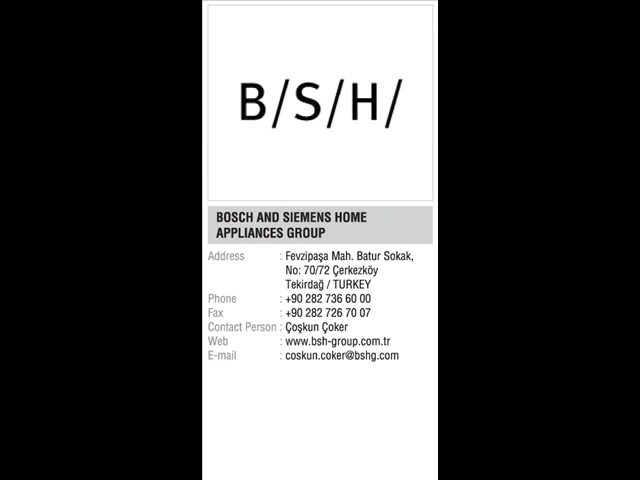 B/S/H/
BOSCH AND SIEMENS HOME
APPLIANCES GROUP
Address : Fevzipaşa Mah. Batur Sokak,
No: 70/72 Çerkezköy
Tekirdağ / TURKEY
Phone : +90 282 736 60 00
Fax : +90 282 726 70 07
Contact Person : Çoşkun Çoker
Web : www.bsh-group.com.tr
E-mail : coskun.coker@bshg.com